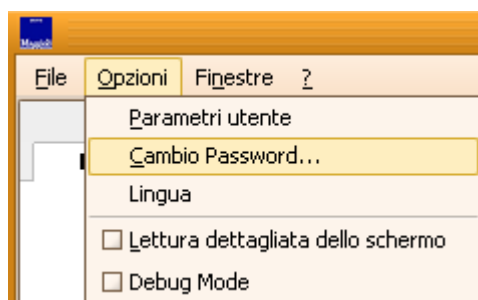 File Opzioni Finestre ?
Parametri utente
Cambio Password...
Lingua
Lettura dettagliata dello schermo
Debug Mode